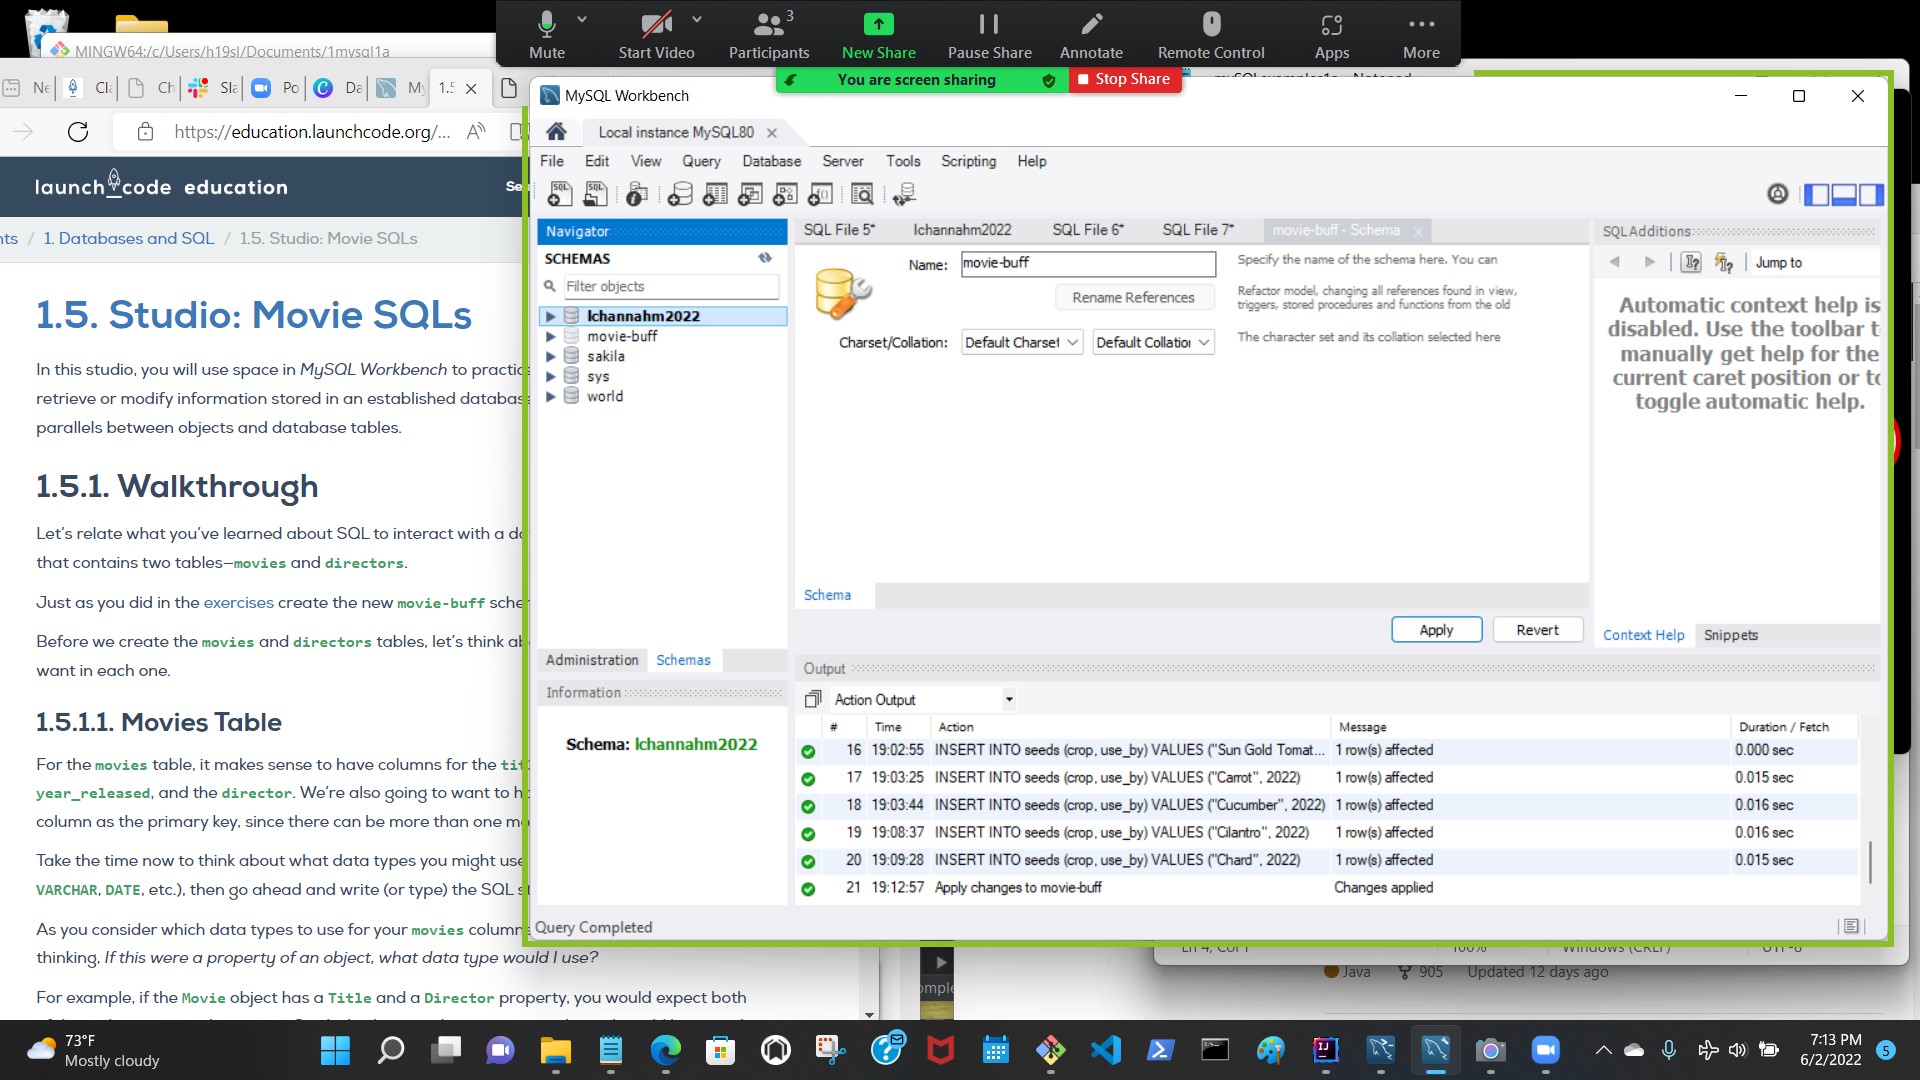 MINGW64:/c/Users/h19sl/Documents/1mysql1a
Mute
Start Video
Participants
3
New Share
Pause Share
Annotate
Remote Control
Apps
More
You are screen sharing
Stop Share
Ne
Cl
Ch
Sla
Po
Da
M
1.5
https://education.launchcode.org/...
launch code education
nts / 1. Databases and SQL / 1.5. Studio: Movie SQLs
1.5. Studio: Movie SQLs
In this studio, you will use space in MySQL Workbench to practic
retrieve or modify information stored in an established databas
parallels between objects and database tables.
1.5.1. Walkthrough
Let's relate what you've learned about SQL to interact with a da
that contains two tables—movies and directors.
Just as you did in the exercises create the new movie-buff sche
Before we create the movies and directors tables, let's think ab
want in each one.
1.5.1.1. Movies Table
For the movies table, it makes sense to have columns for the tit
year_released, and the director. We're also going to want to h
column as the primary key, since there can be more than one m
Take the time now to think about what data types you might use
VARCHAR, DATE, etc.), then go ahead and write (or type) the SQL s
As you consider which data types to use for your movies column
thinking, If this were a property of an object, what data type would I use?
For example, if the Movie object has a Title and a Director property, you would expect both
MySQL Workbench
Local instance MySQL80
File Edit View Query Database Server Tools Scripting Help
Navigator
SCHEMAS
Filter objects
lchannahm2022
movie-buff
sakila
sys
world
Administration Schemas
Information
Schema: lchannahm2022
SQL File 5* lchannahm2022 SQL File 6* SQL File 7* movie-buff - Schema
Name: movie-buff
Specify the name of the schema here. You can
Rename References
Refactor model, changing all references found in view,
triggers, stored procedures and functions from the old
Charset/Collation: Default Charset Default Collation
The character set and its collation selected here
Schema
Apply Revert
SQLAdditions
Jump to
Automatic context help is
disabled. Use the toolbar t
manually get help for the
current caret position or to
toggle automatic help.
Context Help Snippets
Output
Action Output
# Time Action Message Duration / Fetch
16 19:02:55 INSERT INTO seeds (crop, use_by) VALUES ("Sun Gold Tomat... 1 row(s) affected 0.000 sec
17 19:03:25 INSERT INTO seeds (crop, use_by) VALUES ("Carrot", 2022) 1 row(s) affected 0.015 sec
18 19:03:44 INSERT INTO seeds (crop, use_by) VALUES ("Cucumber", 2022) 1 row(s) affected 0.016 sec
19 19:08:37 INSERT INTO seeds (crop, use_by) VALUES ("Cilantro", 2022) 1 row(s) affected 0.016 sec
20 19:09:28 INSERT INTO seeds (crop, use_by) VALUES ("Chard", 2022) 1 row(s) affected 0.015 sec
21 19:12:57 Apply changes to movie-buff Changes applied
Query Completed
Java 905 Updated 12 days ago
73°F
Mostly cloudy
7:13 PM
6/2/2022
5